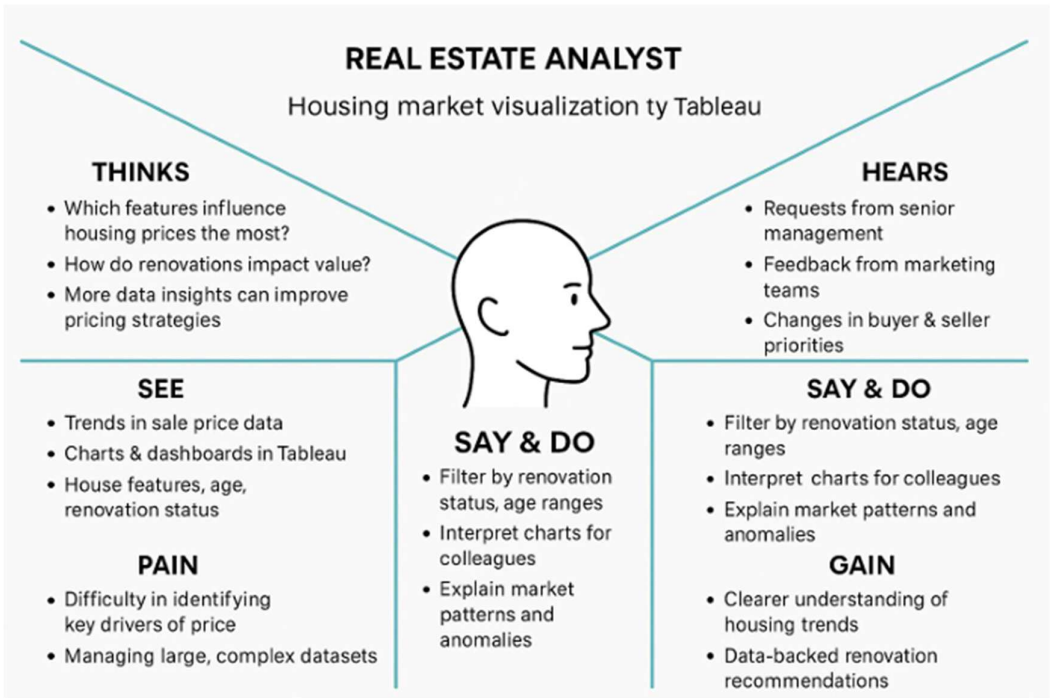 REAL ESTATE ANALYST
Housing market visualization ty Tableau
THINKS
• Which features influence
housing prices the most?
• How do renovations impact value?
• More data insights can improve
pricing strategies
HEARS
• Requests from senior
management
• Feedback from marketing
teams
• Changes in buyer & seller
priorities
SEE
• Trends in sale price data
• Charts & dashboards in Tableau
• House features, age,
renovation status
PAIN
• Difficulty in identifying
key drivers of price
• Managing large, complex datasets
SAY & DO
• Filter by renovation
status, age ranges
• Interpret charts for
colleagues
• Explain market
patterns and
anomalies
SAY & DO
• Filter by renovation status, age
ranges
• Interpret charts for colleagues
• Explain market patterns and
anomalies
GAIN
• Clearer understanding of
housing trends
• Data-backed renovation
recommendations